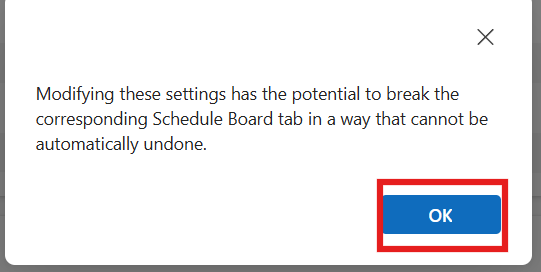 Modifying these settings has the potential to break the
corresponding Schedule Board tab in a way that cannot be
automatically undone.
OK